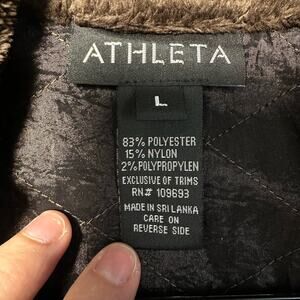 ATHLETA
L
83% POLYESTER
15% NYLON
2% POLYPROPYLEN
EXCLUSIVE OF TRIMS
RN# 109693
MADE IN SRI LANKA
CARE ON
REVERSE SIDE